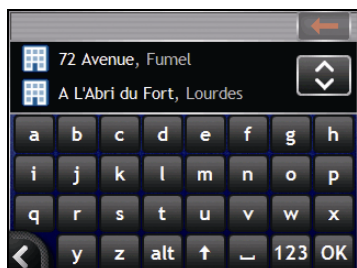 72 Avenue, Fumel
A L'Abri du Fort, Lourdes
a b c d e f g h
i j k l m n o p
q r s t u v w x
y z alt 123 OK